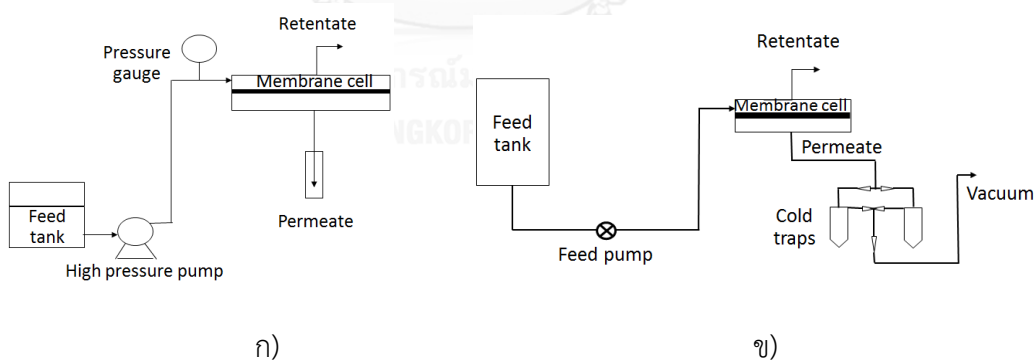 Retentate
Pressure
gauge
Membrane cell
Feed
tank
High pressure pump
Permeate
ก)
Retentate
Membrane cell
Feed
tank
Permeate
Vacuum
Cold
traps
Feed pump
ข)